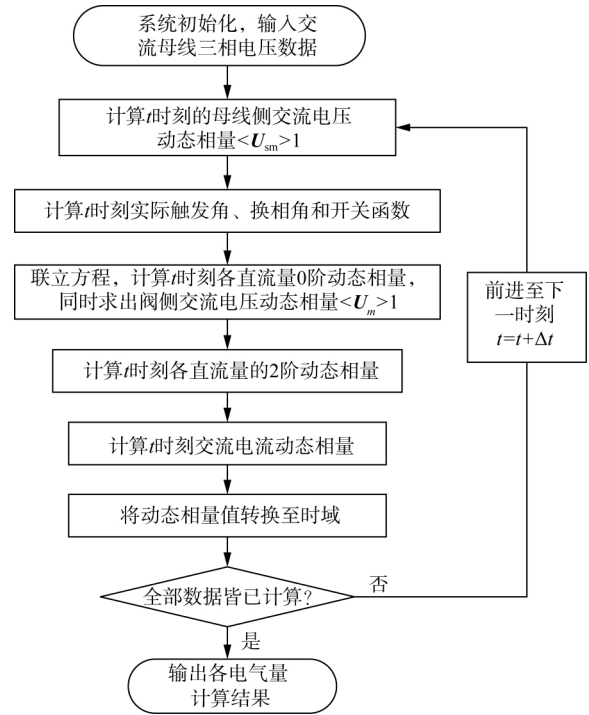 系统初始化，输入交
流母线三相电压数据
计算t时刻的母线侧交流电压
动态相量<Usm>1
计算t时刻实际触发角、换相角和开关函数
联立方程，计算t时刻各直流量0阶动态相量，
同时求出阀侧交流电压动态相量<Um>1
计算t时刻各直流量的2阶动态相量
计算t时刻交流电流动态相量
将动态相量值转换至时域
全部数据皆已计算?
否
前进至下
一时刻
t=t+Δt
是
输出各电气量
计算结果